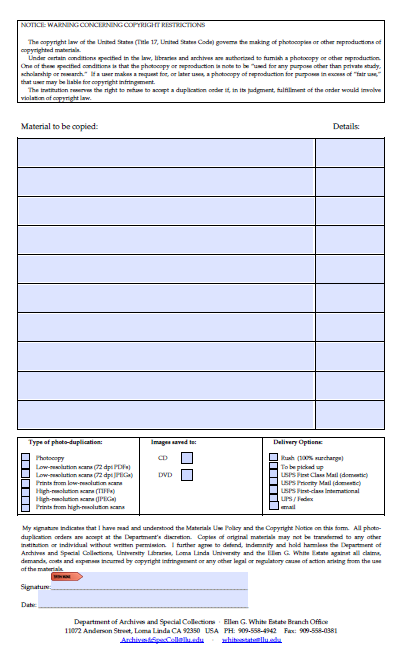 NOTICE: WARNING CONCERNING COPYRIGHT RESTRICTIONS
The copyright law of the United States (Title 17, United States Code) governs the making of photocopies or other reproductions of
copyrighted materials.
Under certain conditions specified in the law, libraries and archives are authorized to furnish a photocopy or other reproduction.
One of these specified conditions is that the photocopy or reproduction is note to be "used for any purpose other than private study,
scholarship or research." If a user makes a request for, or later uses, a photocopy of reproduction for purposes in excess of "fair use,"
that user may be liable for copyright infringement.
The institution reserves the right to refuse to accept a duplication order if, in its judgment, fulfillment of the order would involve
violation of copyright law.
Material to be copied: Details:
Type of photo-duplication: Images saved to: Delivery Options:
Photocopy CD Rush (100% surcharge)
Low-resolution scans (72 dpi PDFs) To be picked up
Low-resolution scans (72 dpi JPEGs) DVD USPS First Class Mail (domestic)
Prints from low-resolution scans USPS Priority Mail (domestic)
High-resolution scans (TIFFs) USPS First-class International
High-resolution scans (JPEGs) UPS / Fedex
Prints from high-resolution scans email
My signature indicates that I have read and understood the Materials Use Policy and the Copyright Notice on this form. All photo-
duplication orders are accepted at the Department's discretion. Copies of original materials may not be transferred to any other
institution or individual without written permission. I further agree to defend, indemnify and hold harmless the Department of
Archives and Special Collections, University Libraries, Loma Linda University and the Ellen G. White Estate against all claims,
demands, costs and expenses incurred by copyright infringement or any other legal or regulatory cause of action arising from the use
of the materials.
Signature:
Date:
Department of Archives and Special Collections · Ellen G. White Estate Branch Office
11072 Anderson Street, Loma Linda CA 92350 USA PH: 909-558-4942 Fax: 909-558-0381
Archives&SpecColl@llu.edu · whiteestate@llu.edu